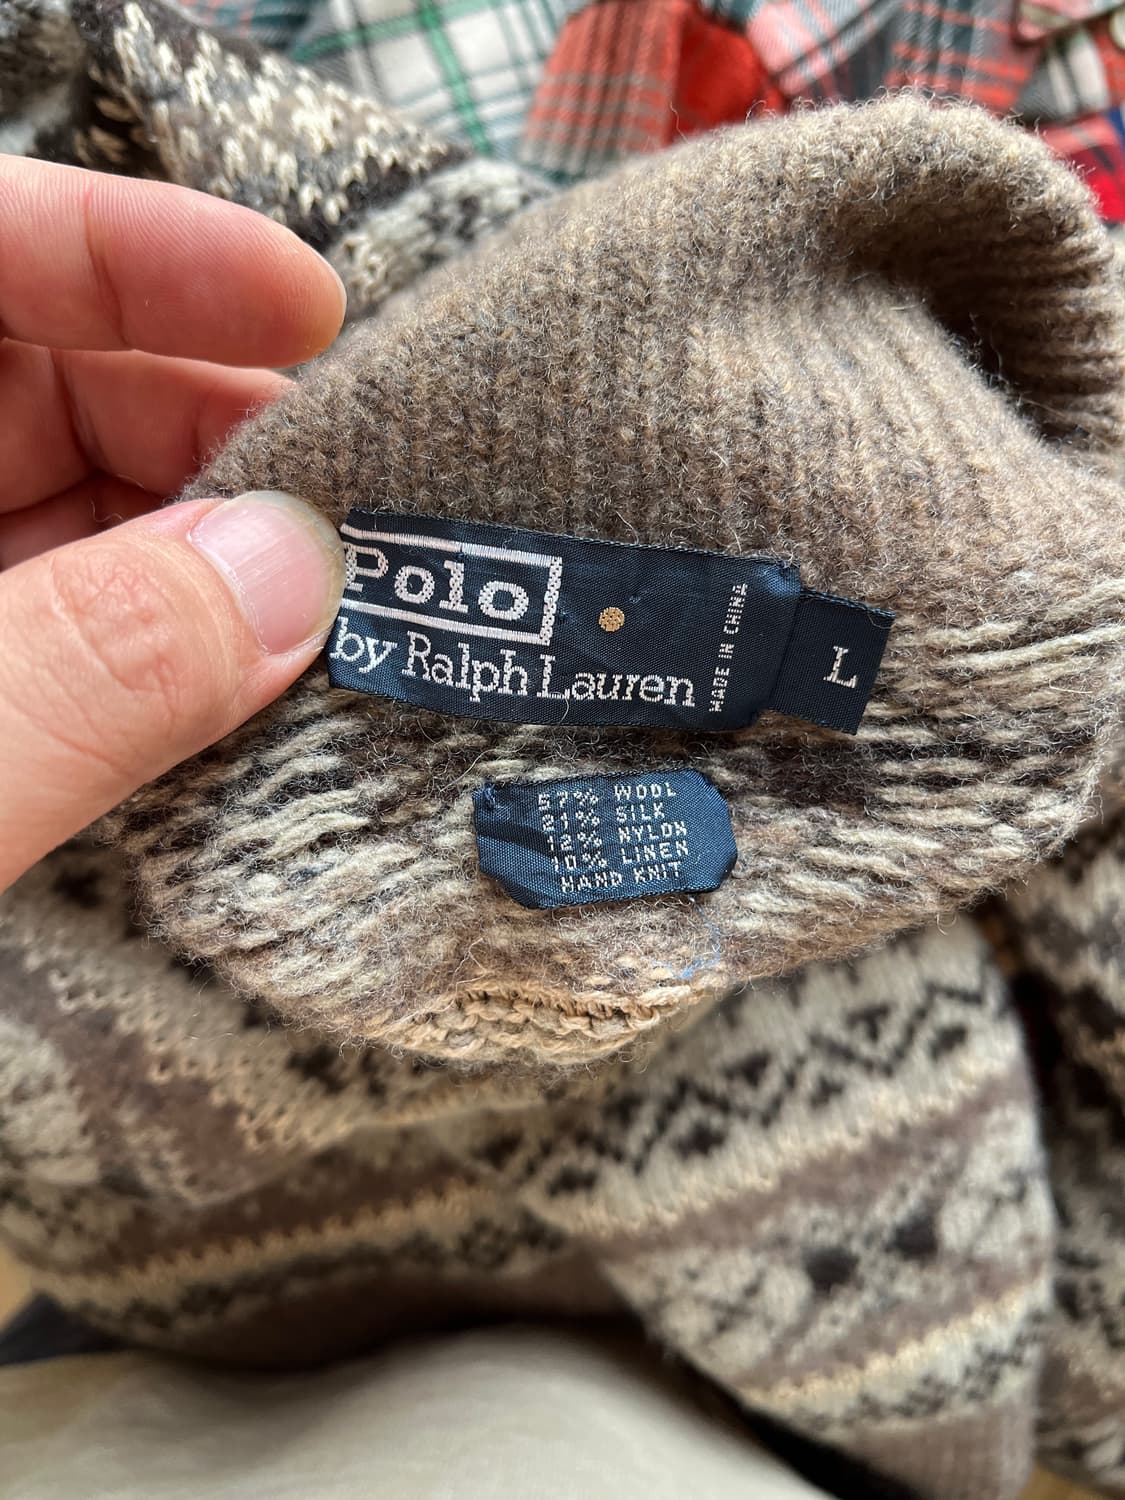 Polo
by Ralph Lauren
MADE IN CHINA
L
57% WOOL
21% SILK
12% NYLON
10% LINEN
HAND KNIT